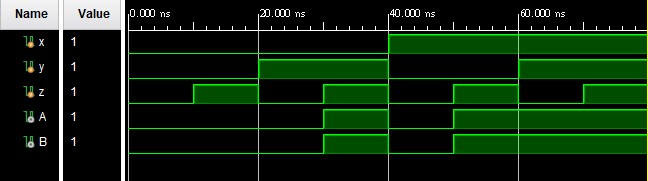 Name Value 0.000 ns 20.000 ns 40.000 ns 60.000 ns
x 1
y 1
z 1
A 1
B 1